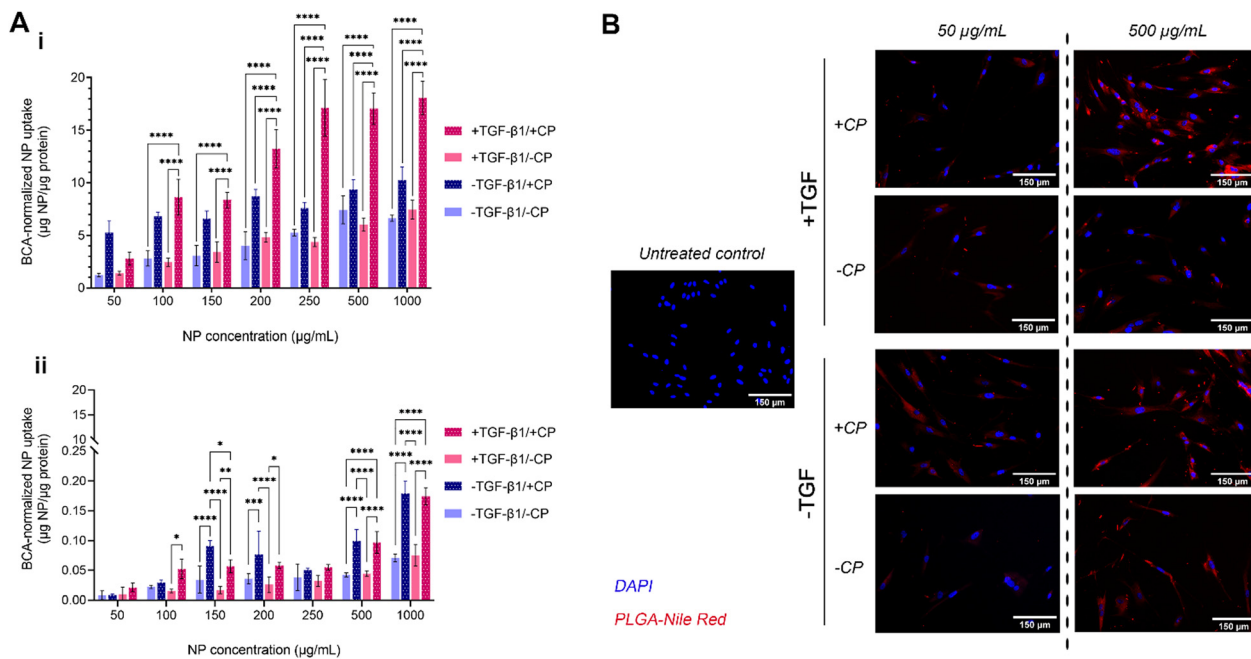 A
i
BCA-normalized NP uptake
(µg NP/µg protein)
20
15
10
5
0
**** **** ****
**** **** **** ****
**** **** **** **** ****
**** **** **** **** ****
50 100 150 200 250 500 1000
NP concentration (µg/mL)
+TGF-β1/+CP
+TGF-β1/-CP
-TGF-β1/+CP
-TGF-β1/-CP
ii
BCA-normalized NP uptake
(µg NP/µg protein)
20
15
10
0.25
0.20
0.15
0.10
0.05
0.00
*
*
**
****
****
*
****
***
****
****
****
****
****
****
****
****
50 100 150 200 250 500 1000
NP concentration (µg/mL)
+TGF-β1/+CP
+TGF-β1/-CP
-TGF-β1/+CP
-TGF-β1/-CP
B
50 µg/mL
500 µg/mL
Untreated control
150 µm
+TGF
+CP
150 µm
150 µm
-CP
150 µm
150 µm
-TGF
+CP
150 µm
150 µm
-CP
150 µm
150 µm
DAPI
PLGA-Nile Red